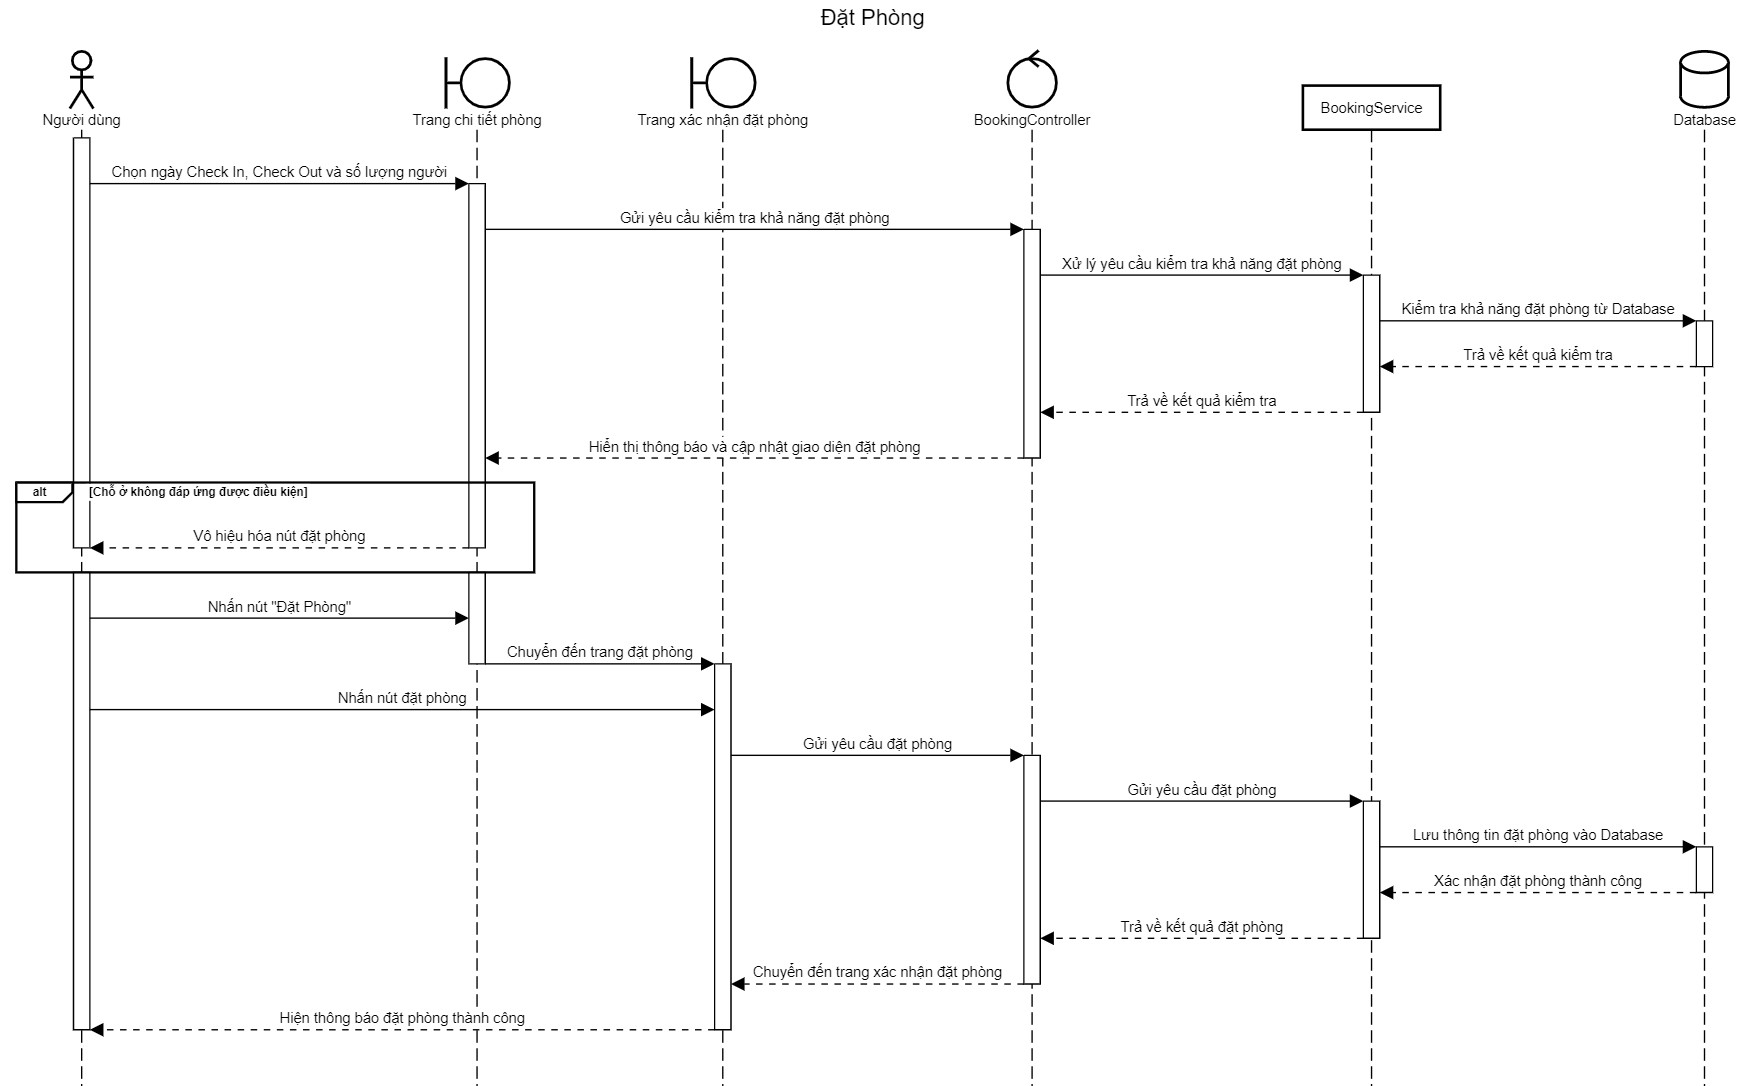 Đặt Phòng
Người dùng
Trang chi tiết phòng
Trang xác nhận đặt phòng
BookingController
BookingService
Database
Chọn ngày Check In, Check Out và số lượng người
Gửi yêu cầu kiểm tra khả năng đặt phòng
Xử lý yêu cầu kiểm tra khả năng đặt phòng
Kiểm tra khả năng đặt phòng từ Database
Trả về kết quả kiểm tra
Trả về kết quả kiểm tra
Hiển thị thông báo và cập nhật giao diện đặt phòng
alt
[Chỗ ở không đáp ứng được điều kiện]
Vô hiệu hóa nút đặt phòng
Nhấn nút "Đặt Phòng"
Chuyển đến trang đặt phòng
Nhấn nút đặt phòng
Gửi yêu cầu đặt phòng
Gửi yêu cầu đặt phòng
Lưu thông tin đặt phòng vào Database
Xác nhận đặt phòng thành công
Trả về kết quả đặt phòng
Chuyển đến trang xác nhận đặt phòng
Hiện thông báo đặt phòng thành công